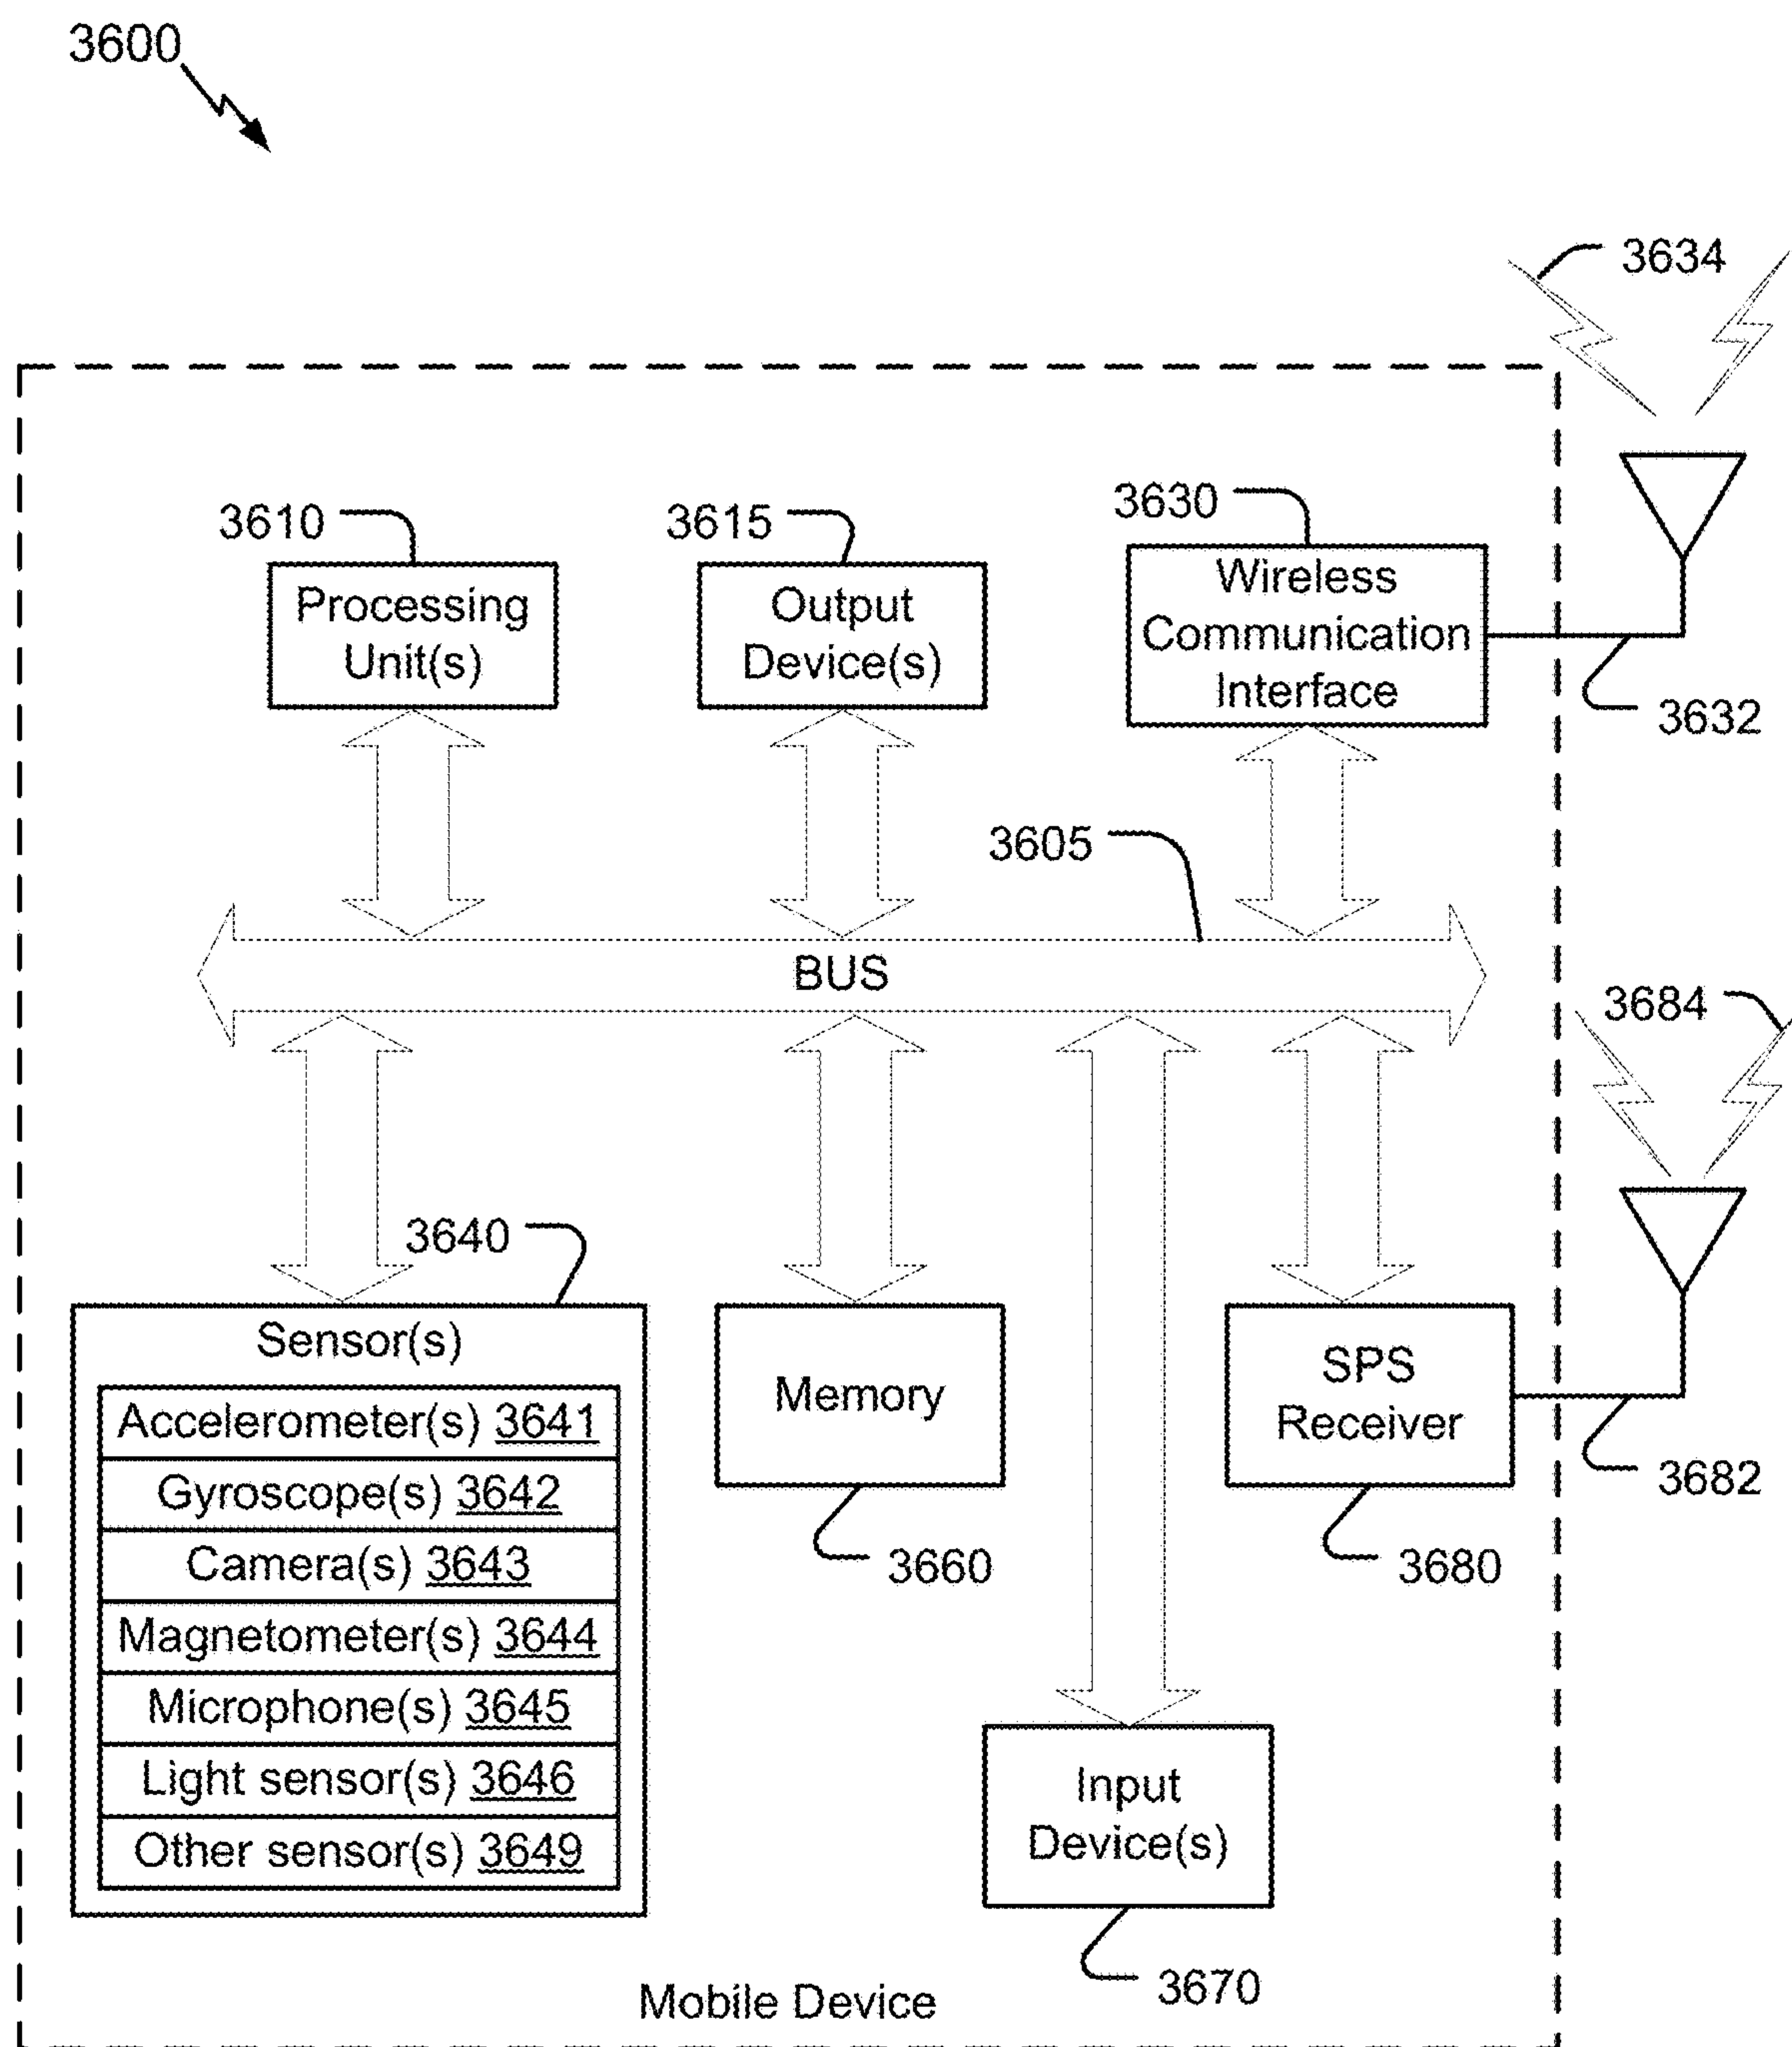 3600
3634
3610
3615
3630
Processing
Unit(s)
Output
Device(s)
Wireless
Communication
Interface
3632
3605
BUS
3684
3640
Sensor(s)
Accelerometer(s) 3641
Gyroscope(s) 3642
Camera(s) 3643
Magnetometer(s) 3644
Microphone(s) 3645
Light sensor(s) 3646
Other sensor(s) 3649
Memory
3660
SPS
Receiver
3682
3680
Input
Device(s)
3670
Mobile Device